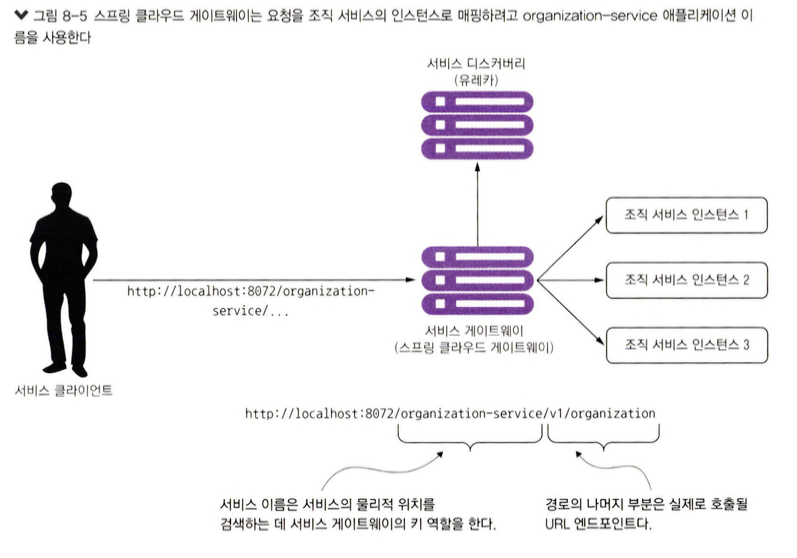 그림 8-5 스프링 클라우드 게이트웨이는 요청을 조직 서비스의 인스턴스로 매핑하려고 organization-service 애플리케이션 이
름을 사용한다
서비스 디스커버리
(유레카)
조직 서비스 인스턴스 1
조직 서비스 인스턴스 2
조직 서비스 인스턴스 3
http://localhost:8072/organization-
service/...
서비스 게이트웨이
(스프링 클라우드 게이트웨이)
서비스 클라이언트
http://localhost:8072/organization-service/v1/organization
서비스 이름은 서비스의 물리적 위치를
검색하는 데 서비스 게이트웨이의 키 역할을 한다.
경로의 나머지 부분은 실제로 호출될
URL 엔드포인트다.